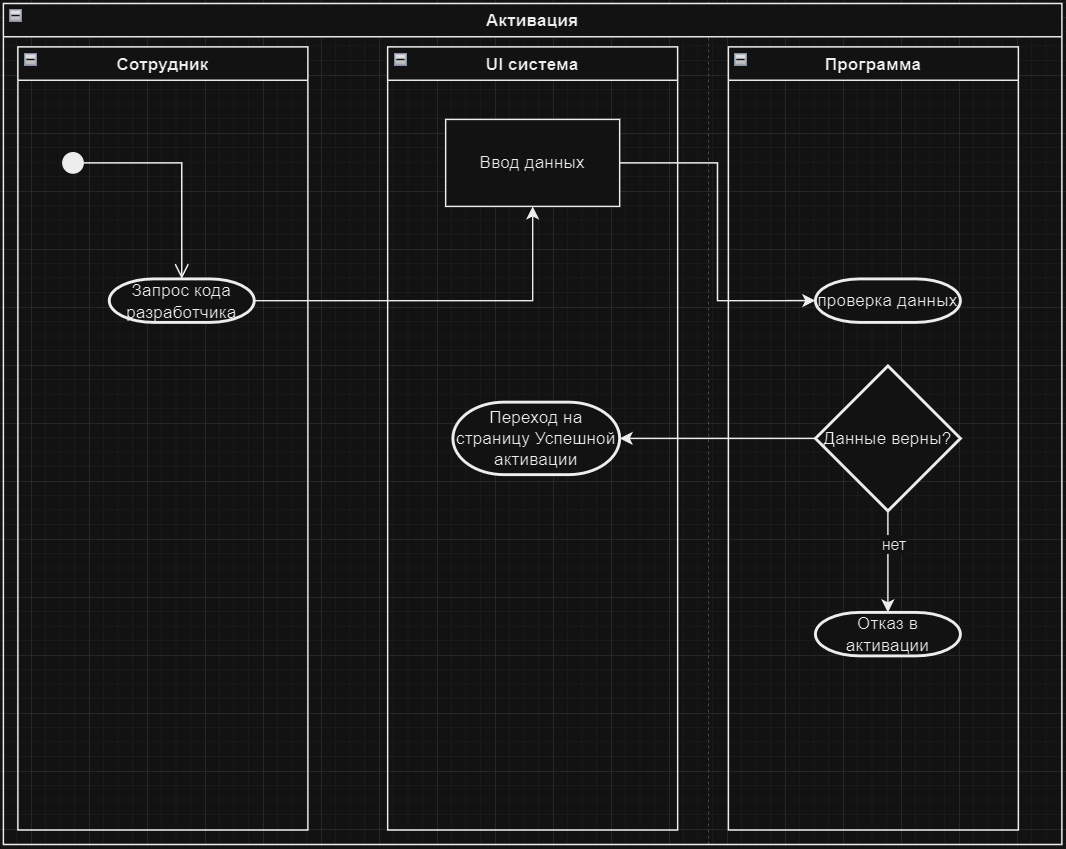 Активация
Сотрудник
UI система
Программа
Ввод данных
Запрос кода
разработчика
проверка данных
Переход на
страницу Успешной
активации
Данные верны?
нет
Отказ в
активации